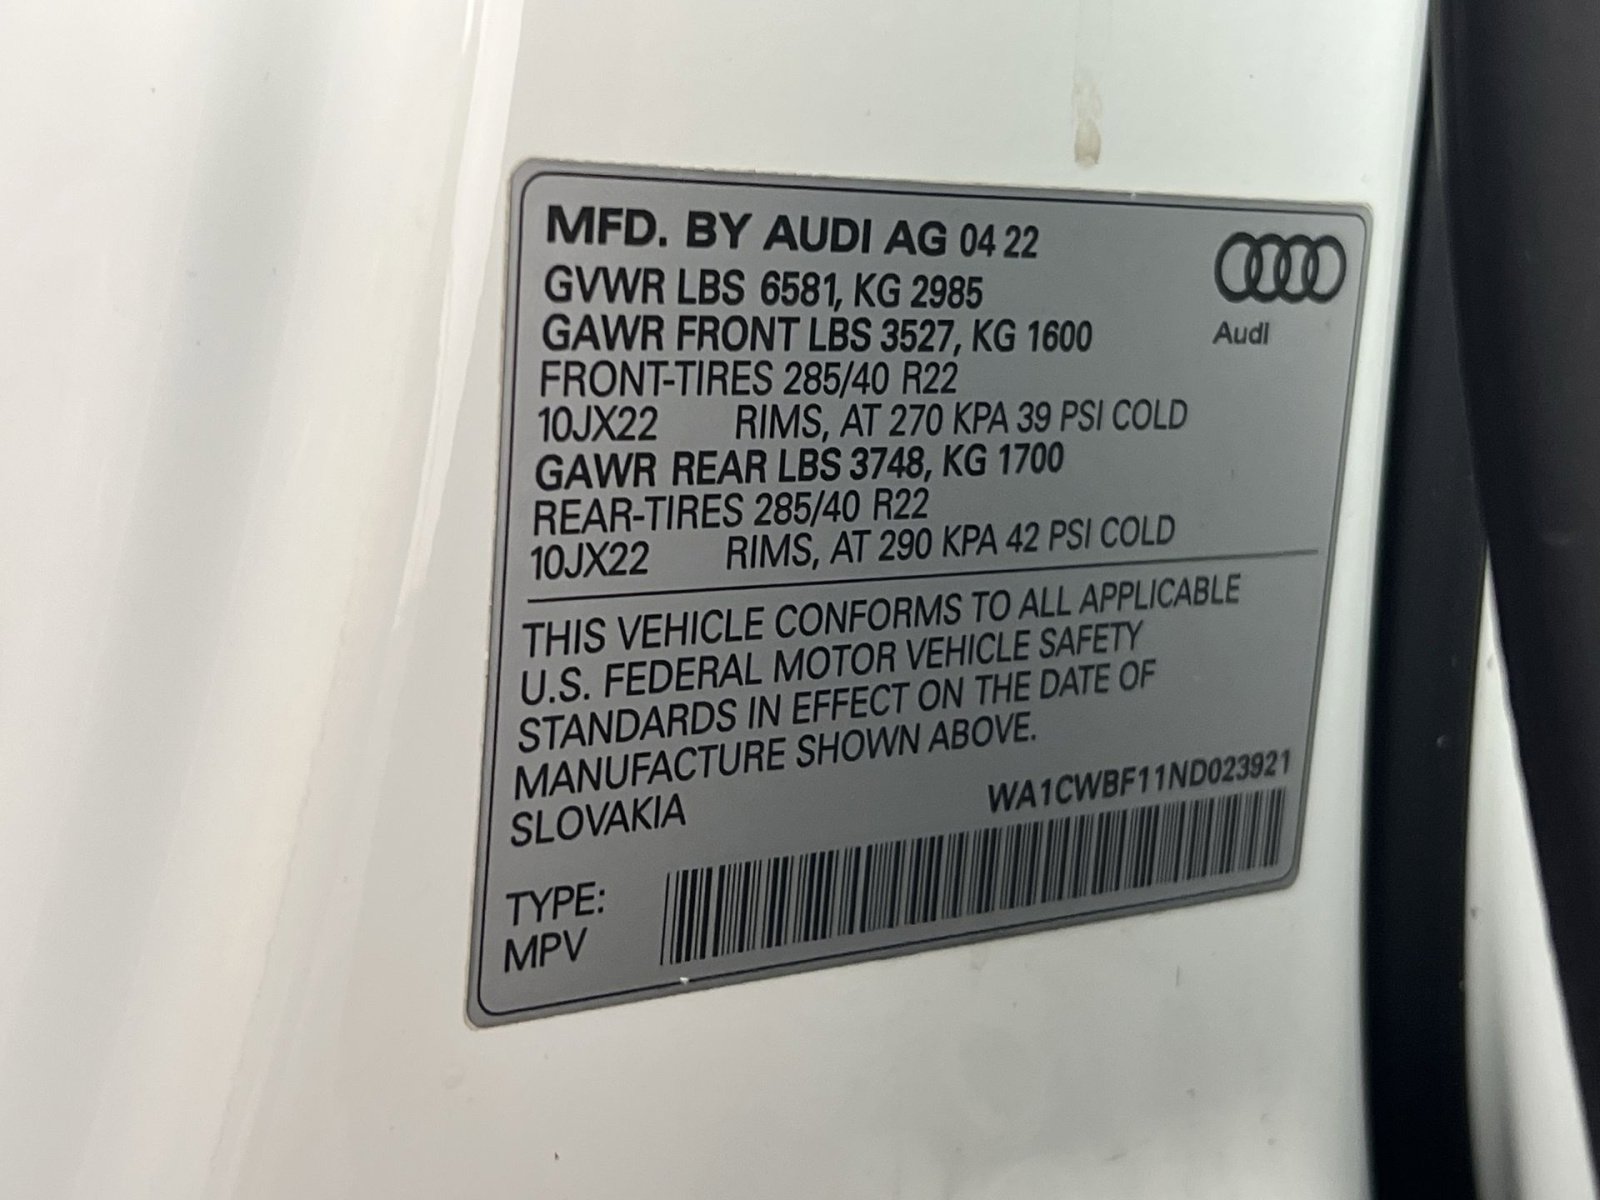 MFD. BY AUDI AG 04 22
GVWR LBS 6581, KG 2985
GAWR FRONT LBS 3527, KG 1600
FRONT-TIRES 285/40 R22
10JX22 RIMS, AT 270 KPA 39 PSI COLD
GAWR REAR LBS 3748, KG 1700
REAR-TIRES 285/40 R22
10JX22 RIMS, AT 290 KPA 42 PSI COLD
Audi
THIS VEHICLE CONFORMS TO ALL APPLICABLE
U.S. FEDERAL MOTOR VEHICLE SAFETY
STANDARDS IN EFFECT ON THE DATE OF
MANUFACTURE SHOWN ABOVE.
SLOVAKIA
WA1CWBF11ND023921
TYPE:
MPV